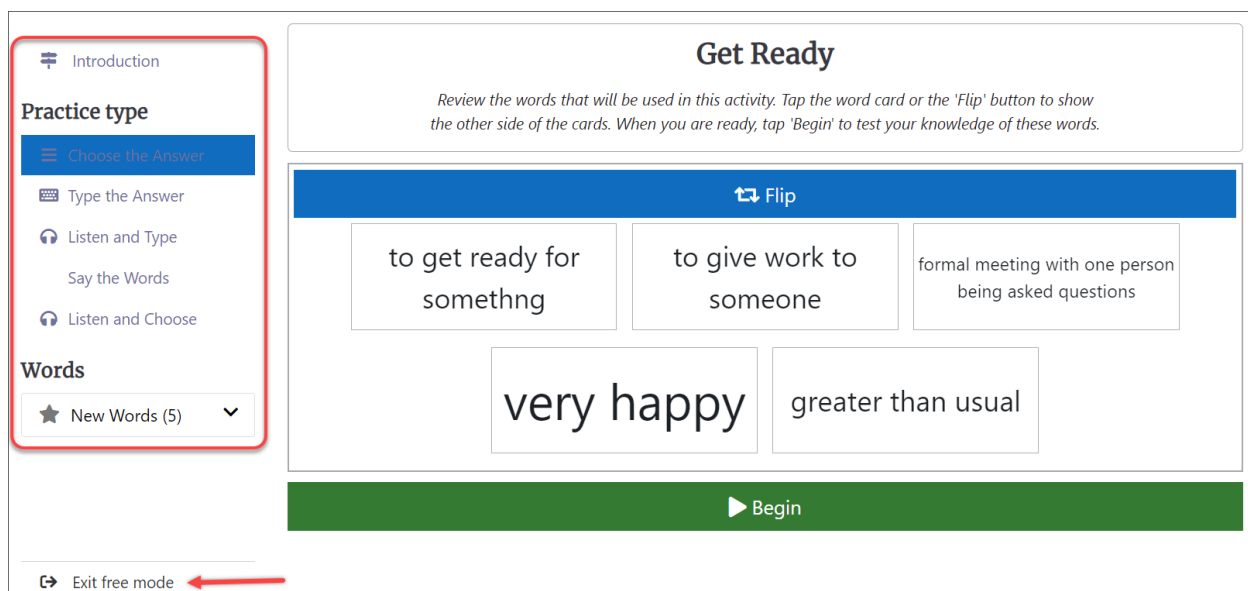 Introduction
Practice type
Choose the Answer
Type the Answer
Listen and Type
Say the Words
Listen and Choose
Words
New Words (5)
Exit free mode
Get Ready
Review the words that will be used in this activity. Tap the word card or the 'Flip' button to show
the other side of the cards. When you are ready, tap 'Begin' to test your knowledge of these words.
Flip
to get ready for
somethng
to give work to
someone
formal meeting with one person
being asked questions
very happy
greater than usual
Begin